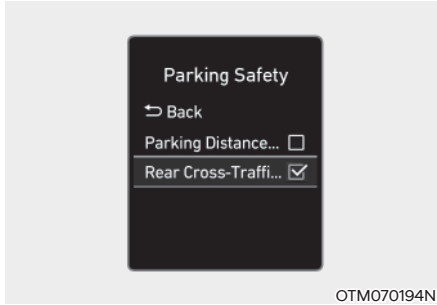 Parking Safety
Back
Parking Distance...
Rear Cross-Traffi...
OTM070194N